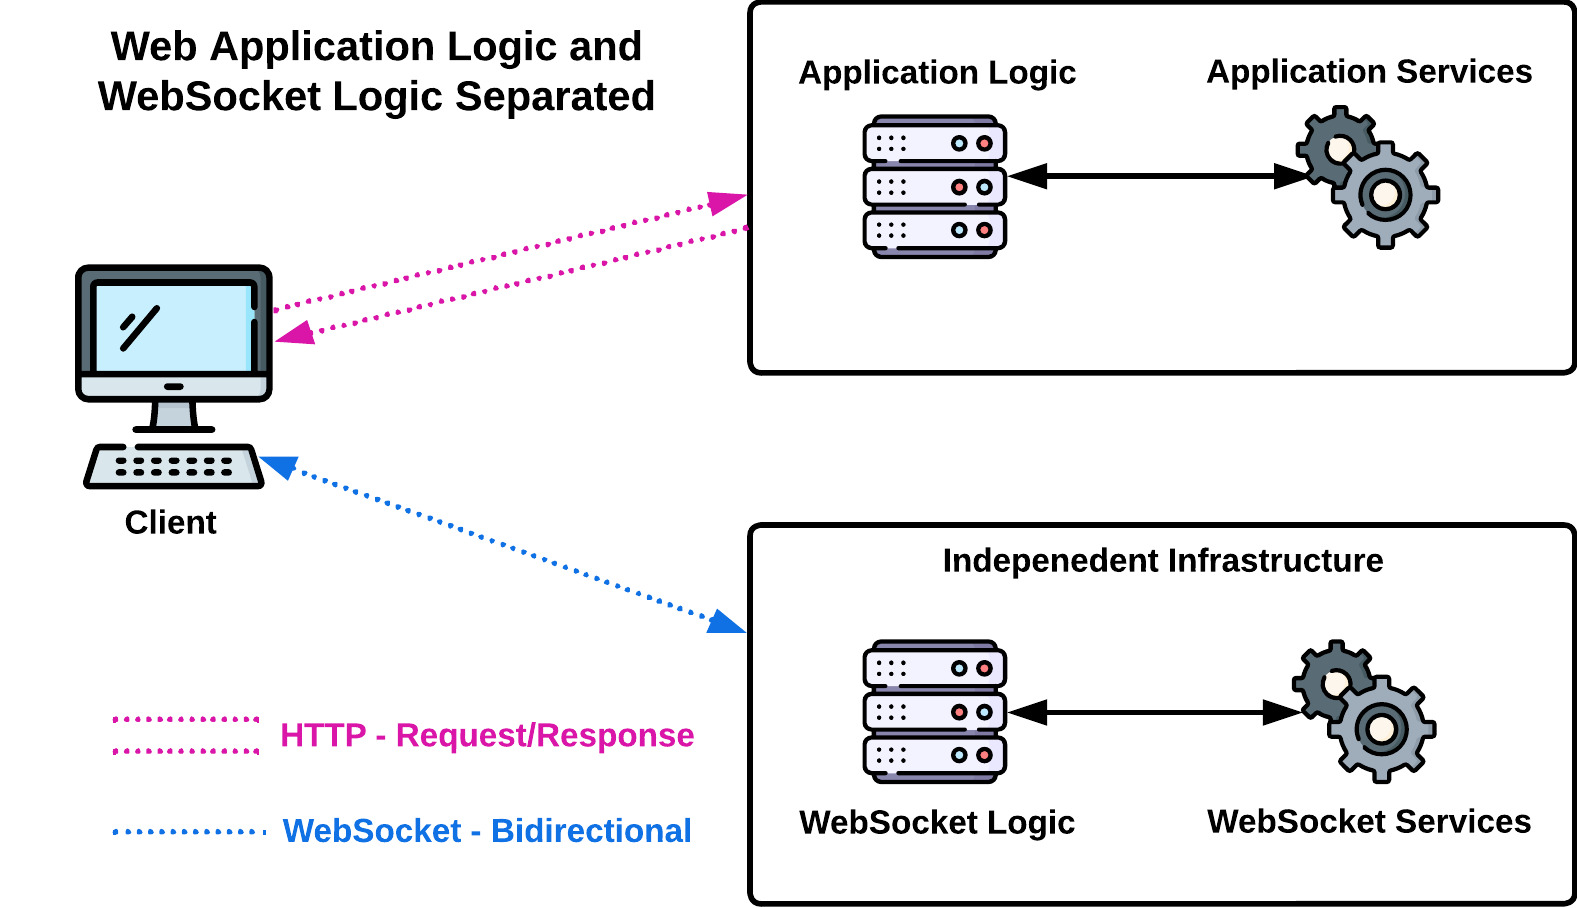 Web Application Logic and
WebSocket Logic Separated
Application Logic
Application Services
Client
Indepenedent Infrastructure
HTTP - Request/Response
WebSocket - Bidirectional
WebSocket Logic
WebSocket Services